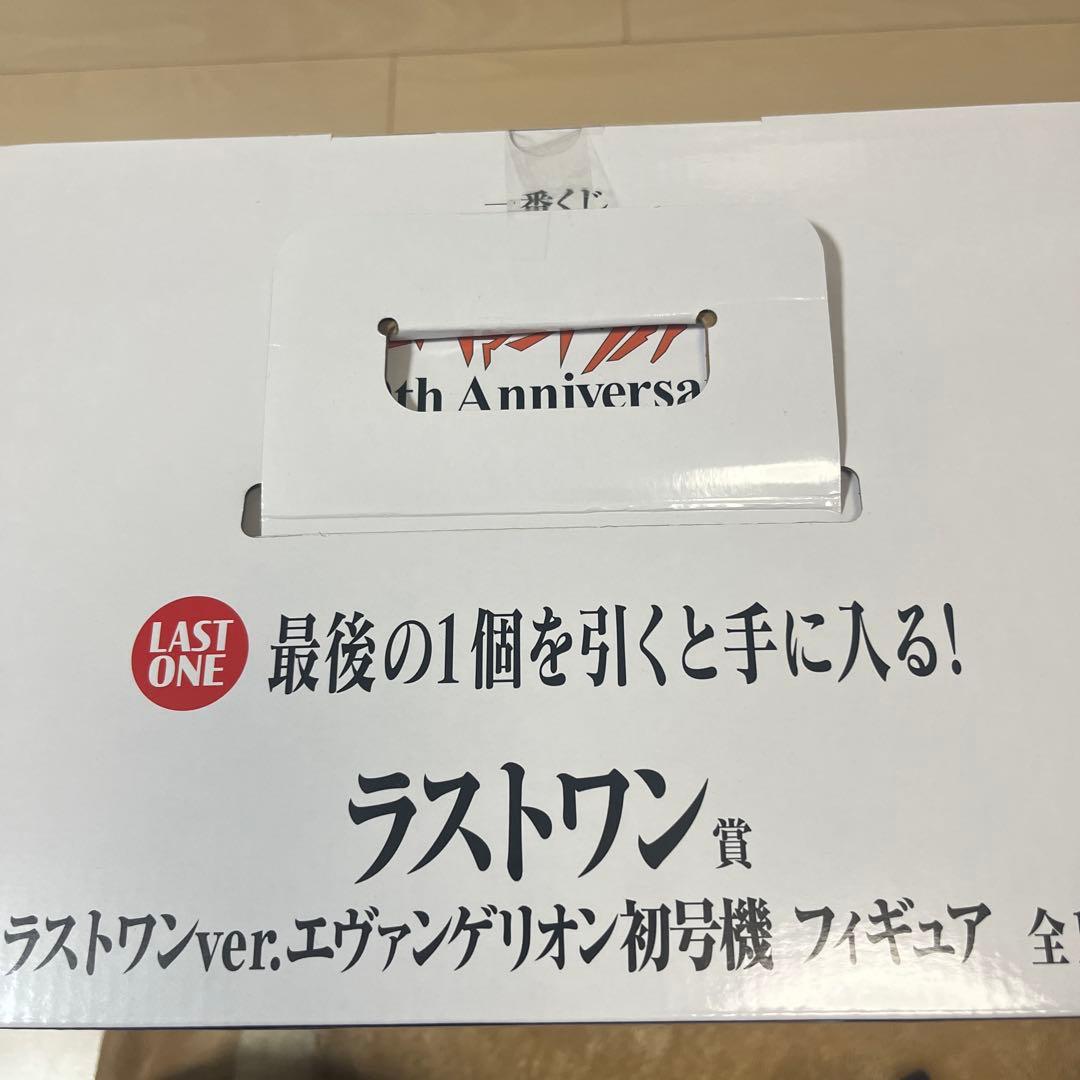 一番くじ
th Anniversa
LAST ONE
最後の1個を引くと手に入る!
ラストワン賞
ラストワンver.エヴァンゲリオン初号機 フィギュア 全1